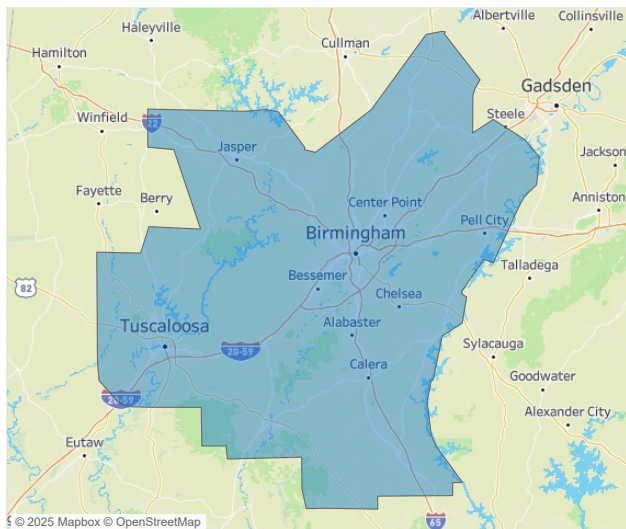 Haleyville
Albertville
Collinsville
Cullman
Hamilton
Gadsden
Steele
Winfield
22
Jasper
Jackson
Fayette
Berry
Center Point
Anniston
Pell City
Birmingham
Talladega
Bessemer
82
Chelsea
Tuscaloosa
Alabaster
20-59
Sylacauga
Calera
Goodwater
20-59
Alexander City
Eutaw
65
© 2025 Mapbox © OpenStreetMap